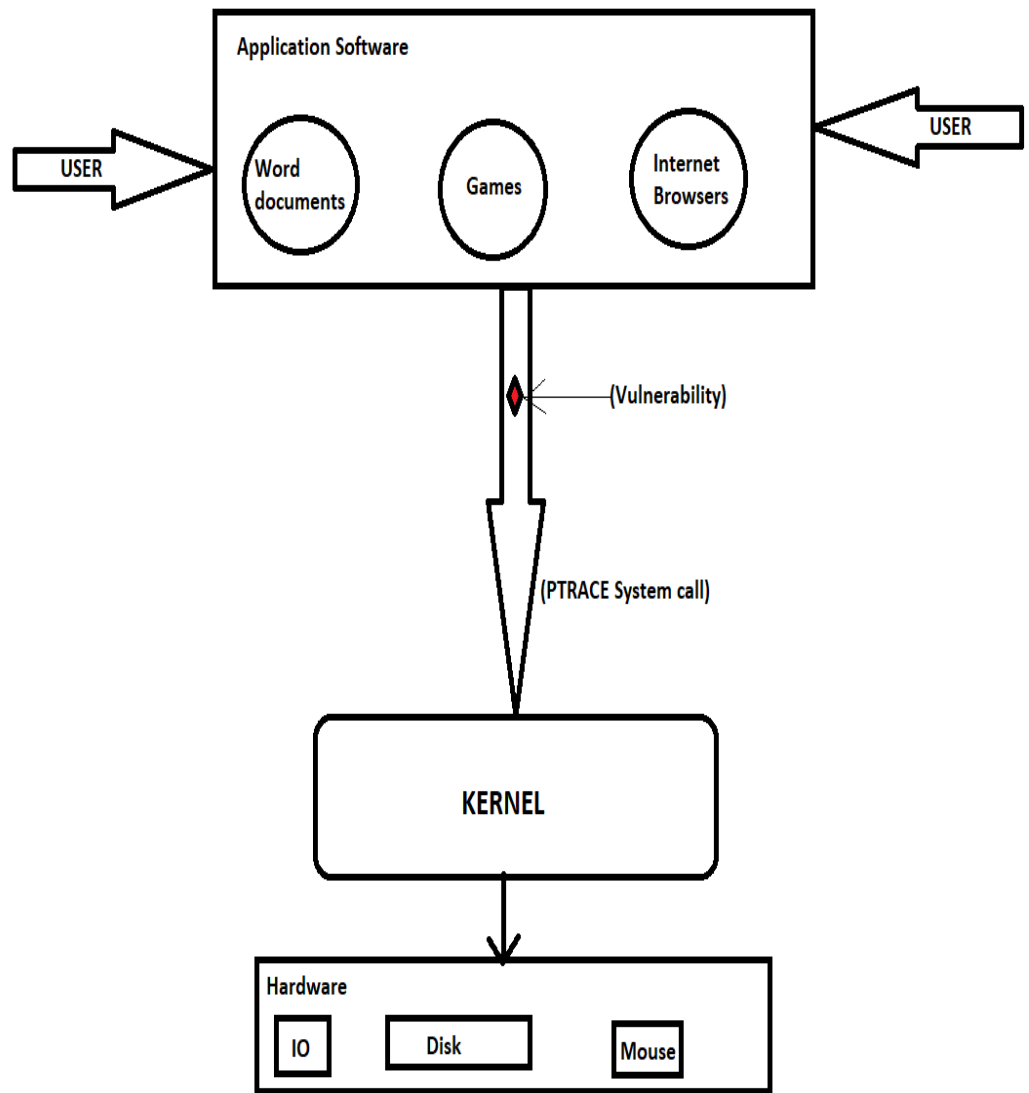 Application Software
USER
USER
Word
documents
Games
Internet
Browsers
(Vulnerability)
(PTRACE System call)
KERNEL
Hardware
IO
Disk
Mouse